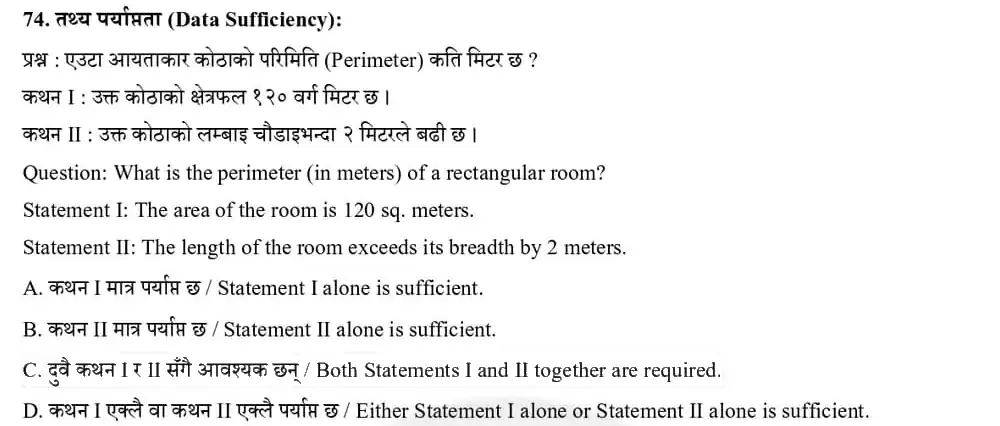 74. तथ्य पर्याप्तता (Data Sufficiency):
प्रश्न : एउटा आयताकार कोठाको परिमिति (Perimeter) कति मिटर छ ?
कथन I : उक्त कोठाको क्षेत्रफल १२० वर्ग मिटर छ ।
कथन II : उक्त कोठाको लम्बाइ चौडाइभन्दा २ मिटरले बढी छ ।
Question: What is the perimeter (in meters) of a rectangular room?
Statement I: The area of the room is 120 sq. meters.
Statement II: The length of the room exceeds its breadth by 2 meters.
A. कथन I मात्र पर्याप्त छ / Statement I alone is sufficient.
B. कथन II मात्र पर्याप्त छ / Statement II alone is sufficient.
C. दुवै कथन I र II सँगै आवश्यक छन् / Both Statements I and II together are required.
D. कथन I एक्लै वा कथन II एक्लै पर्याप्त छ / Either Statement I alone or Statement II alone is sufficient.